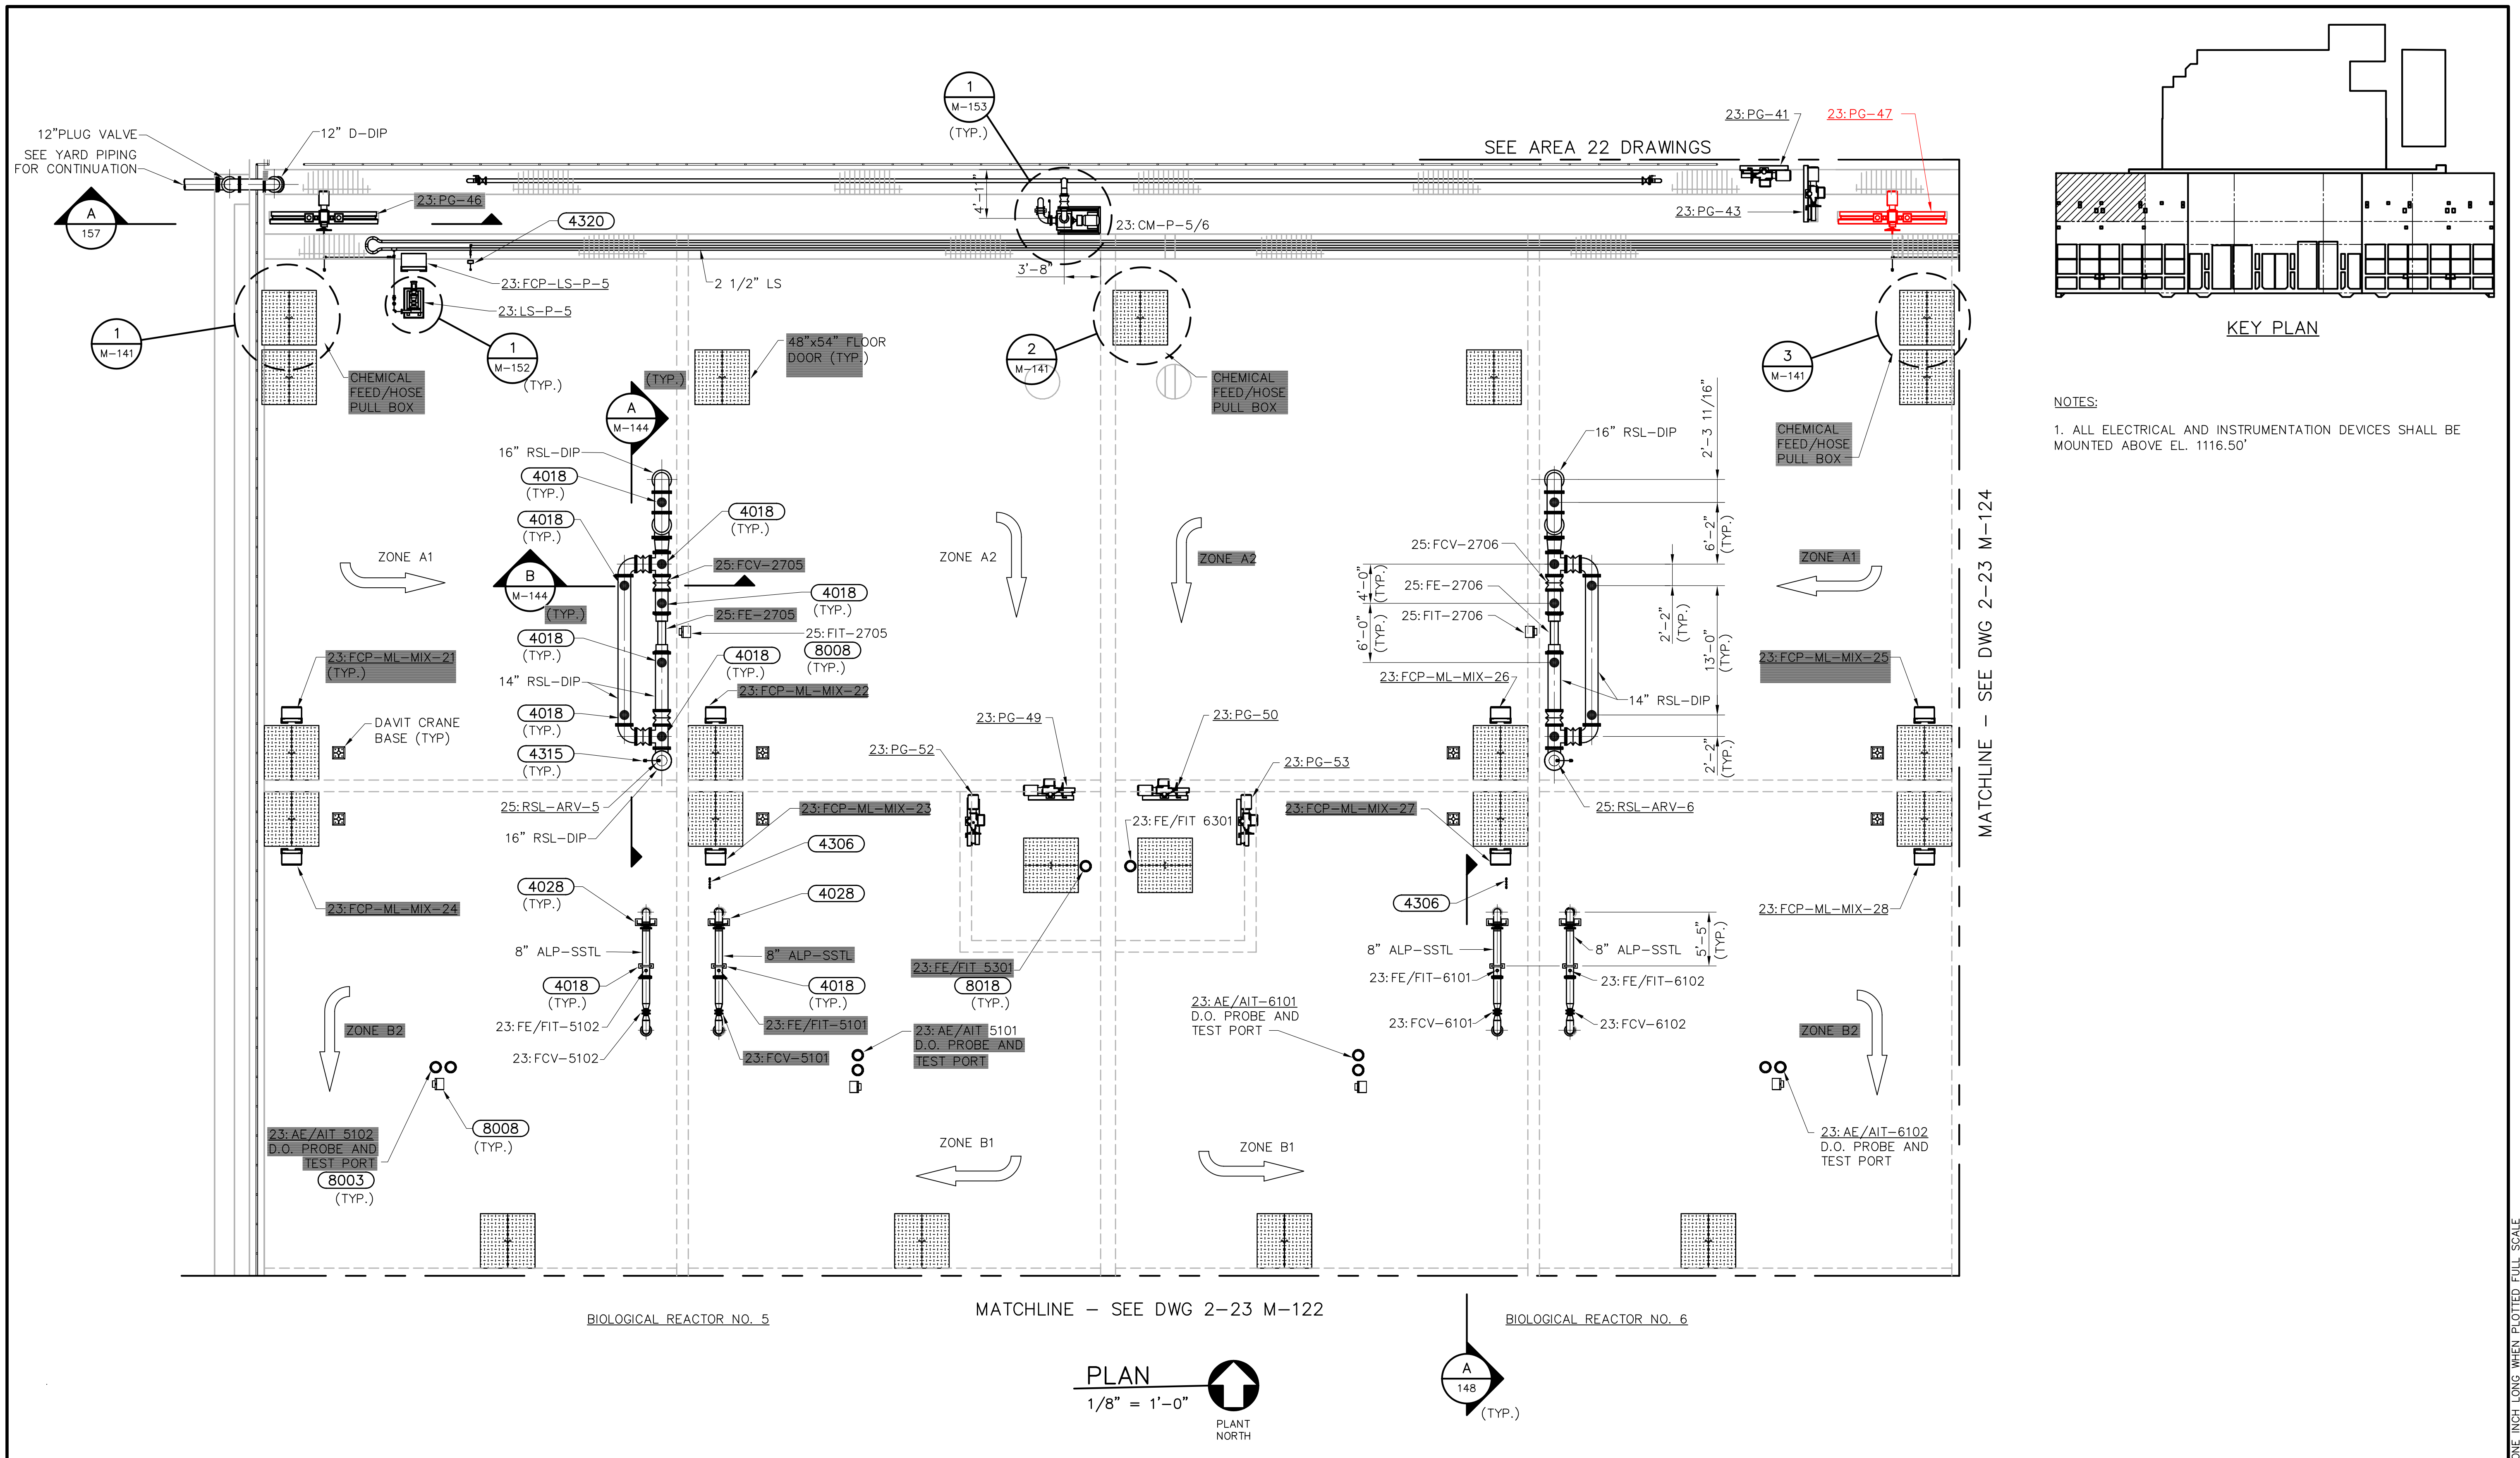 1
M-153
(TYP.)
12"PLUG VALVE
SEE YARD PIPING
FOR CONTINUATION
12" D-DIP
A
157
23:PG-46
4320
4'-11"
23:CM-P-5/6
SEE AREA 22 DRAWINGS
23:PG-41
23:PG-47
23:PG-43
3'-8"
2 1/2" LS
23:FCP-LS-P-5
23:LS-P-5
1
M-141
1
M-152
(TYP.)
CHEMICAL
FEED/HOSE
PULL BOX
(TYP.)
A
M-144
48"x54" FLOOR
DOOR (TYP.)
2
M-141
CHEMICAL
FEED/HOSE
PULL BOX
3
M-141
CHEMICAL
FEED/HOSE
PULL BOX
KEY PLAN
NOTES:
1. ALL ELECTRICAL AND INSTRUMENTATION DEVICES SHALL BE
MOUNTED ABOVE EL. 1116.50'
16" RSL-DIP
4018
(TYP.)
4018
(TYP.)
4018
(TYP.)
ZONE A1
B
M-144
(TYP.)
25:FCV-2705
4018
(TYP.)
25:FE-2705
25:FIT-2705
8008
(TYP.)
4018
(TYP.)
4018
(TYP.)
23:FCP-ML-MIX-21
(TYP.)
14" RSL-DIP
23:FCP-ML-MIX-22
4018
(TYP.)
DAVIT CRANE
BASE (TYP)
4315
(TYP.)
25:RSL-ARV-5
16" RSL-DIP
23:FCP-ML-MIX-23
4306
23:FCP-ML-MIX-24
4028
(TYP.)
4028
8" ALP-SSTL
8" ALP-SSTL
4018
(TYP.)
4018
(TYP.)
23:FE/FIT-5102
23:FE/FIT-5101
23:FCV-5102
23:FCV-5101
ZONE B2
23:AE/AIT 5102
D.O. PROBE AND
TEST PORT
8003
(TYP.)
8008
(TYP.)
ZONE A2
ZONE A2
23:PG-49
23:PG-50
23:PG-52
23:PG-53
23:FE/FIT 6301
23:FE/FIT 5301
8018
(TYP.)
23:AE/AIT 5101
D.O. PROBE AND
TEST PORT
23:AE/AIT-6101
D.O. PROBE AND
TEST PORT
ZONE B1
ZONE B1
16" RSL-DIP
2'-3 11/16"
6'-2"
(TYP.)
25:FCV-2706
4'-0"
(TYP.)
25:FE-2706
25:FIT-2706
6'-0"
(TYP.)
2'-2"
(TYP.)
13'-0"
(TYP.)
ZONE A1
23:FCP-ML-MIX-25
23:FCP-ML-MIX-26
14" RSL-DIP
2'-2"
(TYP.)
23:FCP-ML-MIX-27
25:RSL-ARV-6
4306
23:FCP-ML-MIX-28
8" ALP-SSTL
8" ALP-SSTL
5'-5"
(TYP.)
23:FE/FIT-6101
23:FE/FIT-6102
23:FCV-6101
23:FCV-6102
ZONE B2
23:AE/AIT-6102
D.O. PROBE AND
TEST PORT
MATCHLINE - SEE DWG 2-23 M-124
BIOLOGICAL REACTOR NO. 5
MATCHLINE - SEE DWG 2-23 M-122
BIOLOGICAL REACTOR NO. 6
PLAN
1/8" = 1'-0"
PLANT
NORTH
A
148
(TYP.)
ONE INCH LONG WHEN PLOTTED FULL SCALE